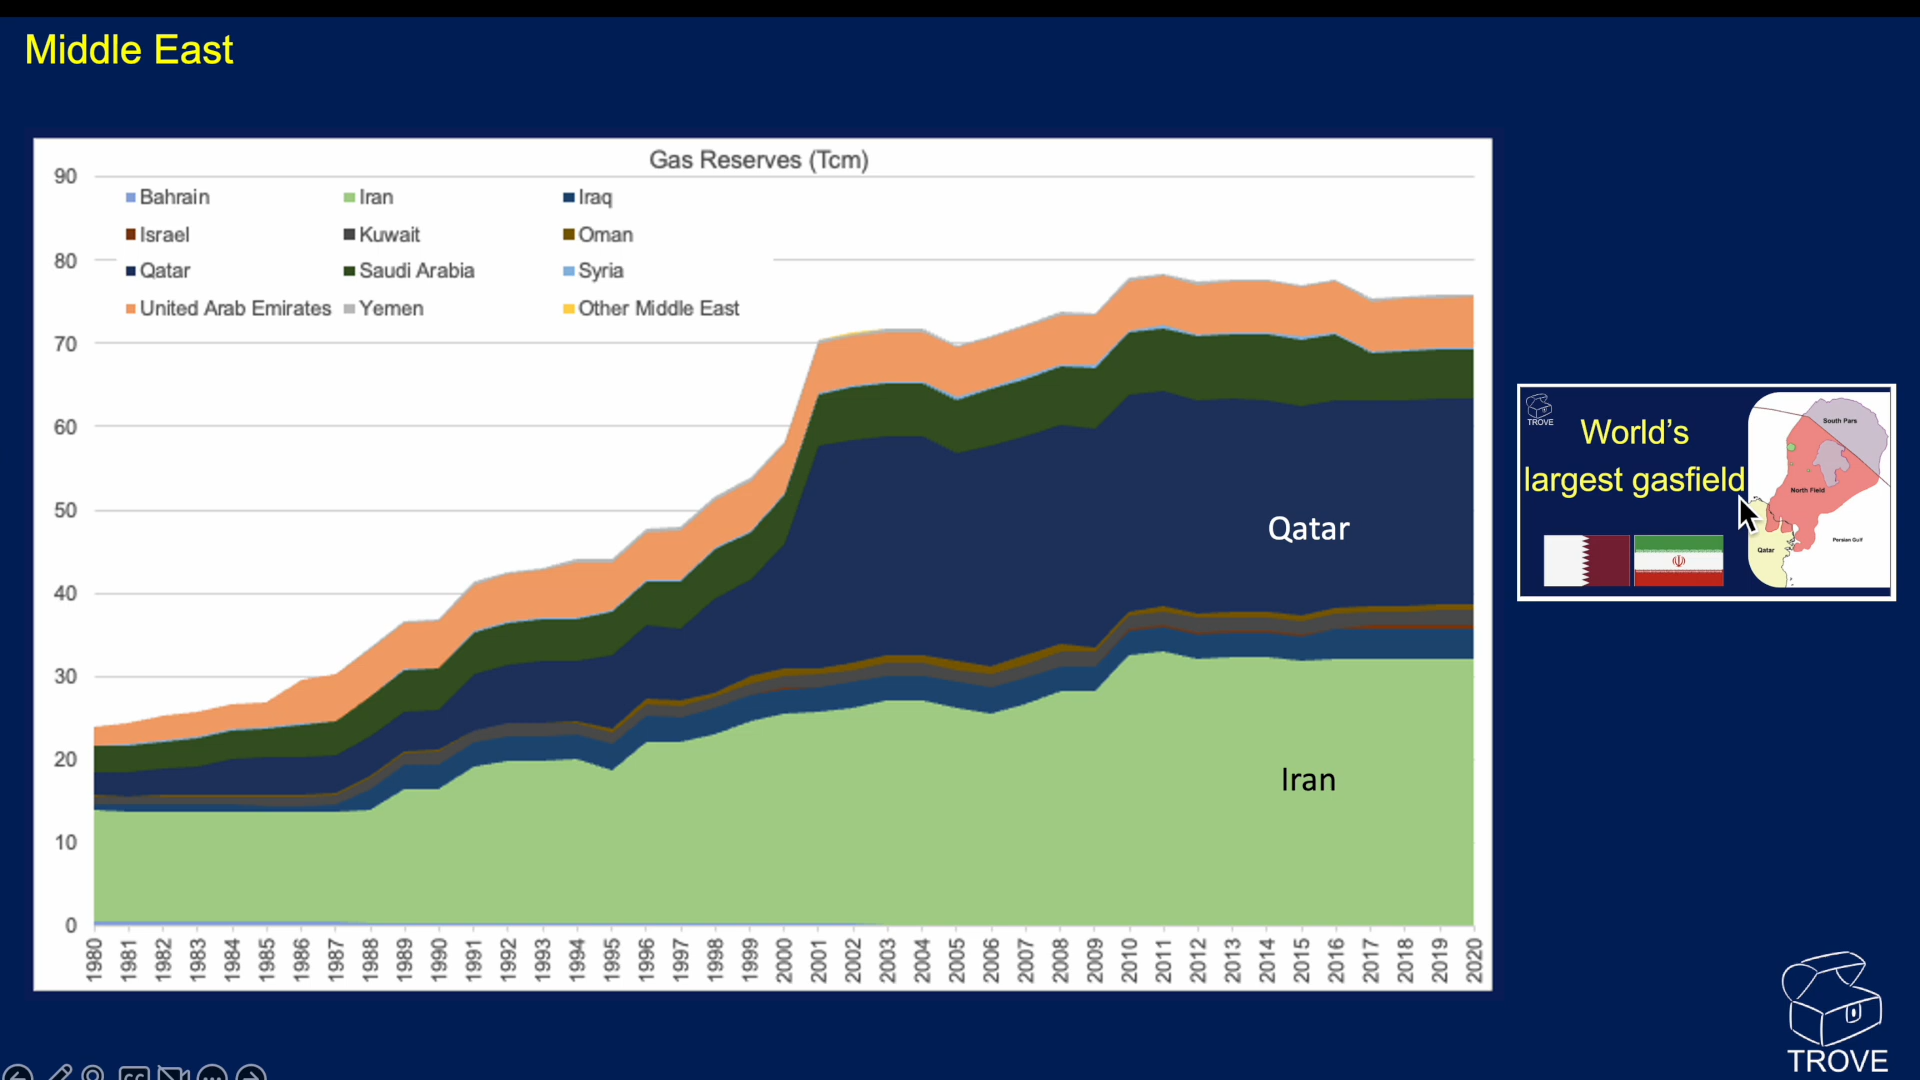 Middle East
Gas Reserves (Tcm)
90
80
70
60
50
40
30
20
10
0
Bahrain Iran Iraq
Israel Kuwait Oman
Qatar Saudi Arabia Syria
United Arab Emirates Yemen Other Middle East
Qatar
Iran
1980 1981 1982 1983 1984 1985 1986 1987 1988 1989 1990 1991 1992 1993 1994 1995 1996 1997 1998 1999 2000 2001 2002 2003 2004 2005 2006 2007 2008 2009 2010 2011 2012 2013 2014 2015 2016 2017 2018 2019 2020
TROVE
World's
largest gasfield
South Pars
North Field
Persian Gulf
Qatar
TROVE
CC